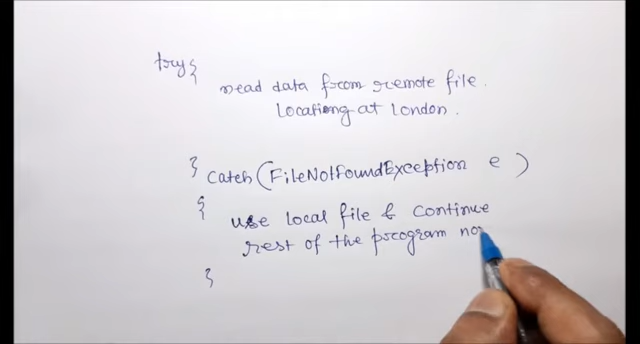 try{
read data from remote file.
Locationg at London.
} catch (FileNotFoundException e )
{
use local file & continue
rest of the program no
}